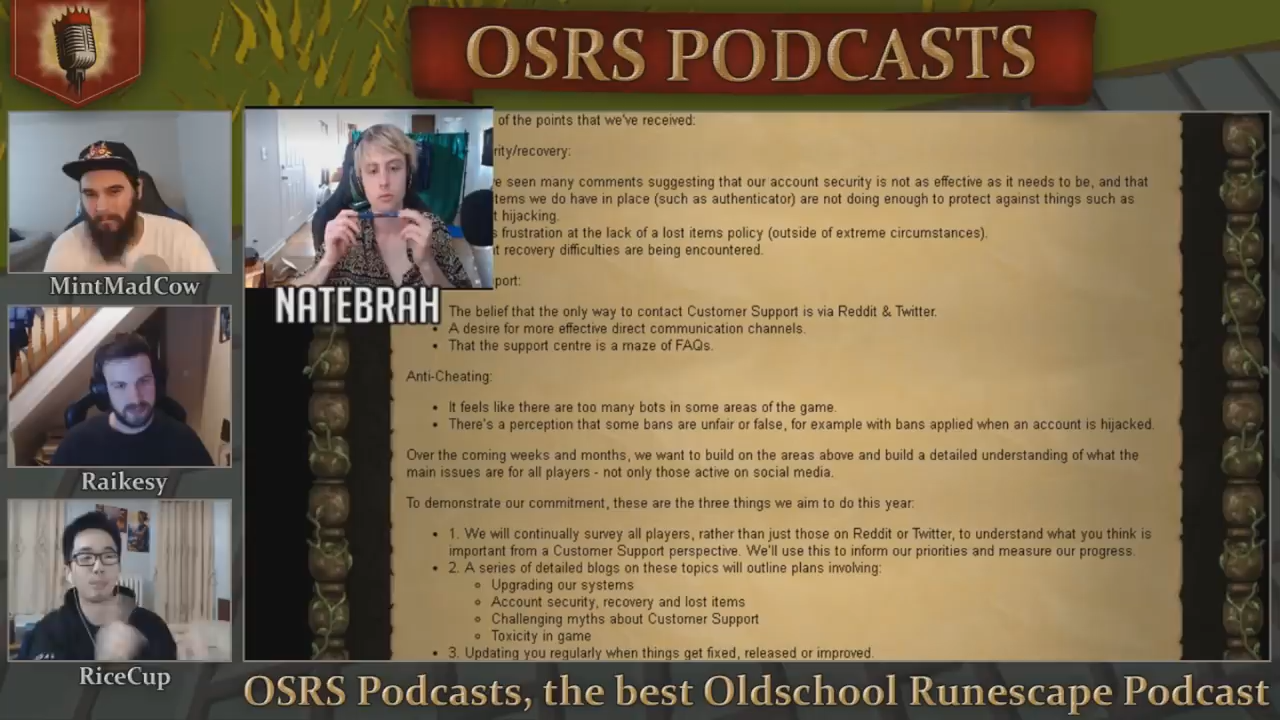 OSRS PODCASTS
of the points that we've received:
rity/recovery:
e seen many comments suggesting that our account security is not as effective as it needs to be, and that
tems we do have in place (such as authenticator) are not doing enough to protect against things such as
t hijacking.
s frustration at the lack of a lost items policy (outside of extreme circumstances).
t recovery difficulties are being encountered.
port:
The belief that the only way to contact Customer Support is via Reddit & Twitter.
• A desire for more effective direct communication channels.
• That the support centre is a maze of FAQs.
Anti-Cheating:
• It feels like there are too many bots in some areas of the game.
• There's a perception that some bans are unfair or false, for example with bans applied when an account is hijacked.
Over the coming weeks and months, we want to build on the areas above and build a detailed understanding of what the
main issues are for all players - not only those active on social media.
To demonstrate our commitment, these are the three things we aim to do this year:
• 1. We will continually survey all players, rather than just those on Reddit or Twitter, to understand what you think is
important from a Customer Support perspective. We'll use this to inform our priorities and measure our progress.
• 2. A series of detailed blogs on these topics will outline plans involving:
◦ Upgrading our systems
◦ Account security, recovery and lost items
◦ Challenging myths about Customer Support
◦ Toxicity in game
• 3. Updating you regularly when things get fixed, released or improved.
NATEBRAH
MintMadCow
Raikesy
RiceCup
OSRS Podcasts, the best Oldschool Runescape Podcast